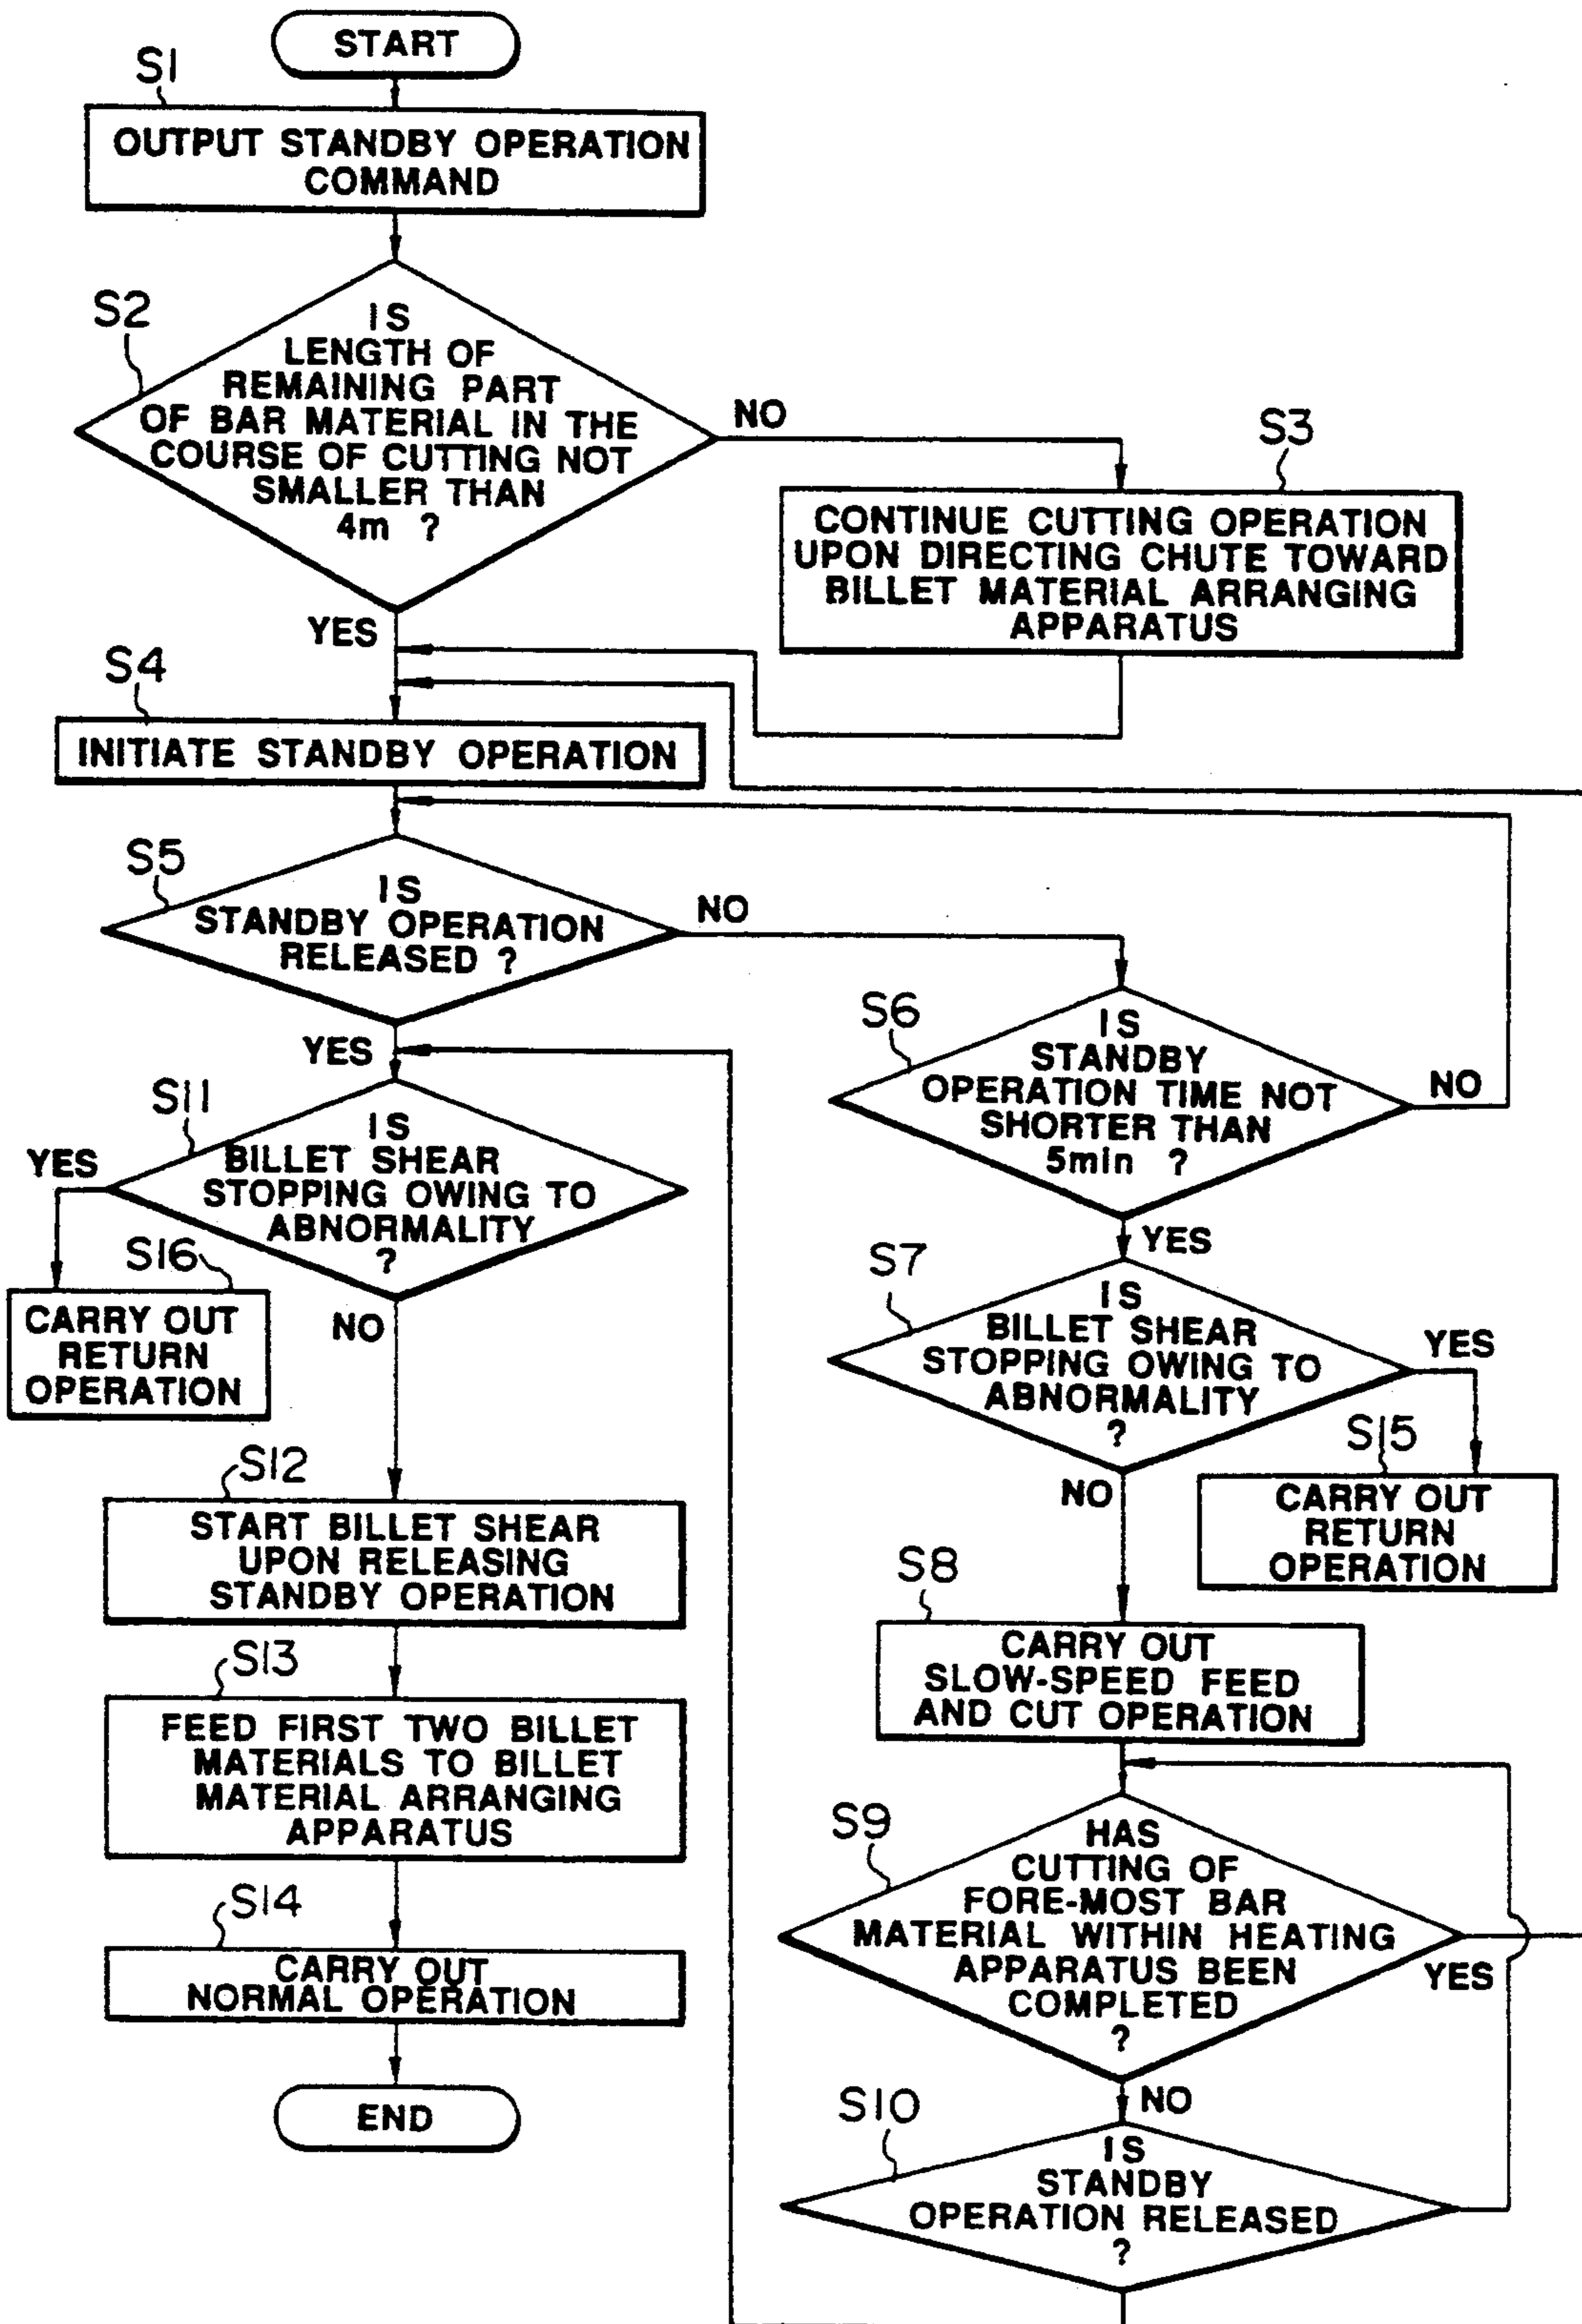 START
S1
OUTPUT STANDBY OPERATION
COMMAND
S2
IS
LENGTH OF
REMAINING PART
OF BAR MATERIAL IN THE
COURSE OF CUTTING NOT
SMALLER THAN
4m ?
NO
YES
S3
CONTINUE CUTTING OPERATION
UPON DIRECTING CHUTE TOWARD
BILLET MATERIAL ARRANGING
APPARATUS
S4
INITIATE STANDBY OPERATION
S5
IS
STANDBY OPERATION
RELEASED ?
NO
YES
S6
IS
STANDBY
OPERATION TIME NOT
SHORTER THAN
5min ?
NO
YES
S7
IS
BILLET SHEAR
STOPPING OWING TO
ABNORMALITY
?
YES
NO
S15
CARRY OUT
RETURN
OPERATION
S8
CARRY OUT
SLOW-SPEED FEED
AND CUT OPERATION
S9
HAS
CUTTING OF
FORE-MOST BAR
MATERIAL WITHIN HEATING
APPARATUS BEEN
COMPLETED
?
YES
NO
S10
IS
STANDBY
OPERATION RELEASED
?
S11
IS
BILLET SHEAR
STOPPING OWING TO
ABNORMALITY
?
YES
NO
S16
CARRY OUT
RETURN
OPERATION
S12
START BILLET SHEAR
UPON RELEASING
STANDBY OPERATION
S13
FEED FIRST TWO BILLET
MATERIALS TO BILLET
MATERIAL ARRANGING
APPARATUS
S14
CARRY OUT
NORMAL OPERATION
END